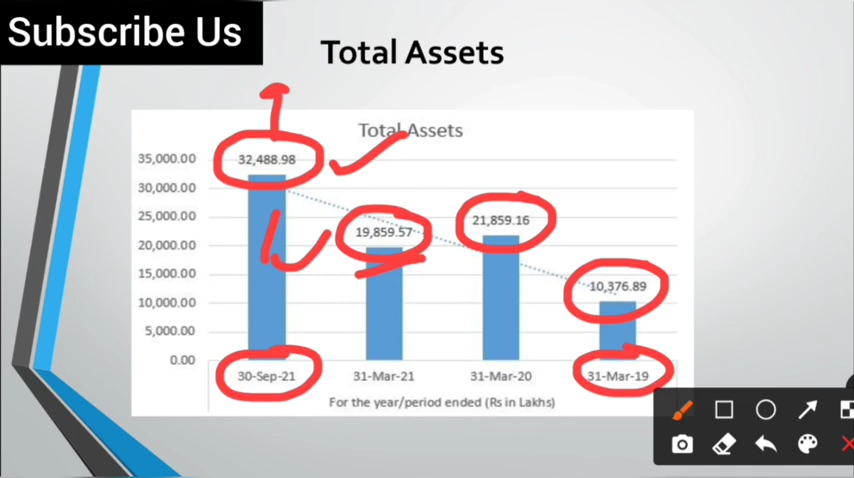 Subscribe Us
Total Assets
Total Assets
35,000.00
32,488.98
30,000.00
25,000.00
21,859.16
19,859.57
20,000.00
15,000.00
10,376.89
10,000.00
5,000.00
0.00
30-Sep-21 31-Mar-21 31-Mar-20 31-Mar-19
For the year/period ended (Rs in Lakhs)